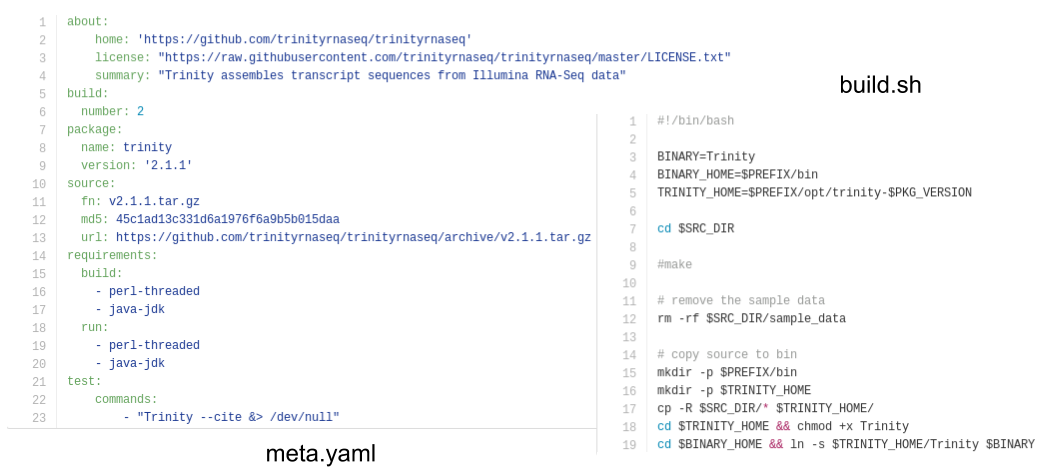 1 about:
2 home: 'https://github.com/trinityrnaseq/trinityrnaseq'
3 license: "https://raw.githubusercontent.com/trinityrnaseq/trinityrnaseq/master/LICENSE.txt"
4 summary: "Trinity assembles transcript sequences from Illumina RNA-Seq data"
5 build:
6 number: 2
7 package:
8 name: trinity
9 version: '2.1.1'
10 source:
11 fn: v2.1.1.tar.gz
12 md5: 45c1ad13c331d6a1976f6a9b5b015daa
13 url: https://github.com/trinityrnaseq/trinityrnaseq/archive/v2.1.1.tar.gz
14 requirements:
15 build:
16 - perl-threaded
17 - java-jdk
18 run:
19 - perl-threaded
20 - java-jdk
21 test:
22 commands:
23 - "Trinity --cite &> /dev/null"
meta.yaml
build.sh
1 #!/bin/bash
2
3 BINARY=Trinity
4 BINARY_HOME=$PREFIX/bin
5 TRINITY_HOME=$PREFIX/opt/trinity-$PKG_VERSION
6
7 cd $SRC_DIR
8
9 #make
10
11 # remove the sample data
12 rm -rf $SRC_DIR/sample_data
13
14 # copy source to bin
15 mkdir -p $PREFIX/bin
16 mkdir -p $TRINITY_HOME
17 cp -R $SRC_DIR/* $TRINITY_HOME/
18 cd $TRINITY_HOME && chmod +x Trinity
19 cd $BINARY_HOME && ln -s $TRINITY_HOME/Trinity $BINARY